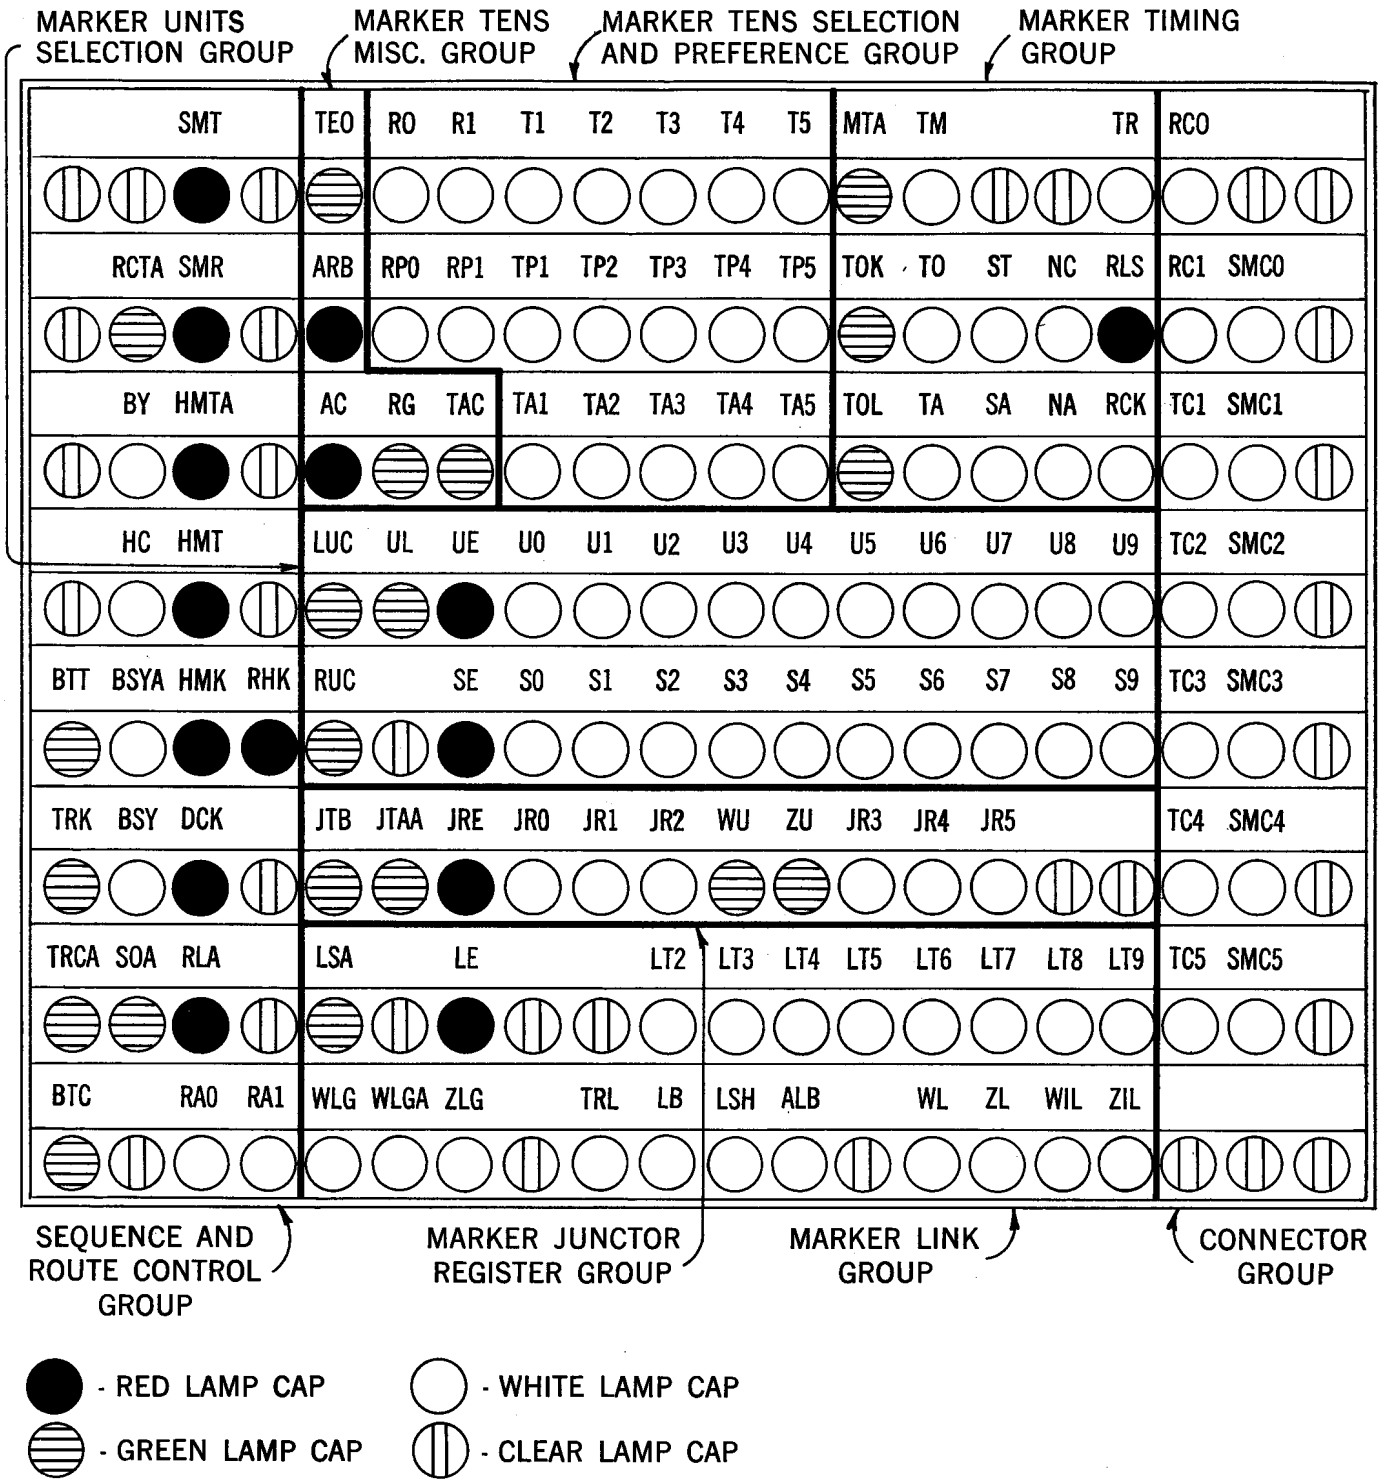 MARKER UNITS
SELECTION GROUP
MARKER TENS
MISC. GROUP
MARKER TENS SELECTION
AND PREFERENCE GROUP
MARKER TIMING
GROUP
SMT TEO R0 R1 T1 T2 T3 T4 T5 MTA TM TR RC0
RCTA SMR ARB RP0 RP1 TP1 TP2 TP3 TP4 TP5 TOK TO ST NC RLS RC1 SMC0
BY HMTA AC RG TAC TA1 TA2 TA3 TA4 TA5 TOL TA SA NA RCK TC1 SMC1
HC HMT LUC UL UE U0 U1 U2 U3 U4 U5 U6 U7 U8 U9 TC2 SMC2
BTT BSYA HMK RHK RUC SE S0 S1 S2 S3 S4 S5 S6 S7 S8 S9 TC3 SMC3
TRK BSY DCK JTB JTAA JRE JR0 JR1 JR2 WU ZU JR3 JR4 JR5 TC4 SMC4
TRCA SOA RLA LSA LE LT2 LT3 LT4 LT5 LT6 LT7 LT8 LT9 TC5 SMC5
BTC RA0 RA1 WLG WLGA ZLG TRL LB LSH ALB WL ZL WIL ZIL
SEQUENCE AND
ROUTE CONTROL
GROUP
MARKER JUNCTOR
REGISTER GROUP
MARKER LINK
GROUP
CONNECTOR
GROUP
- RED LAMP CAP
- WHITE LAMP CAP
- GREEN LAMP CAP
- CLEAR LAMP CAP